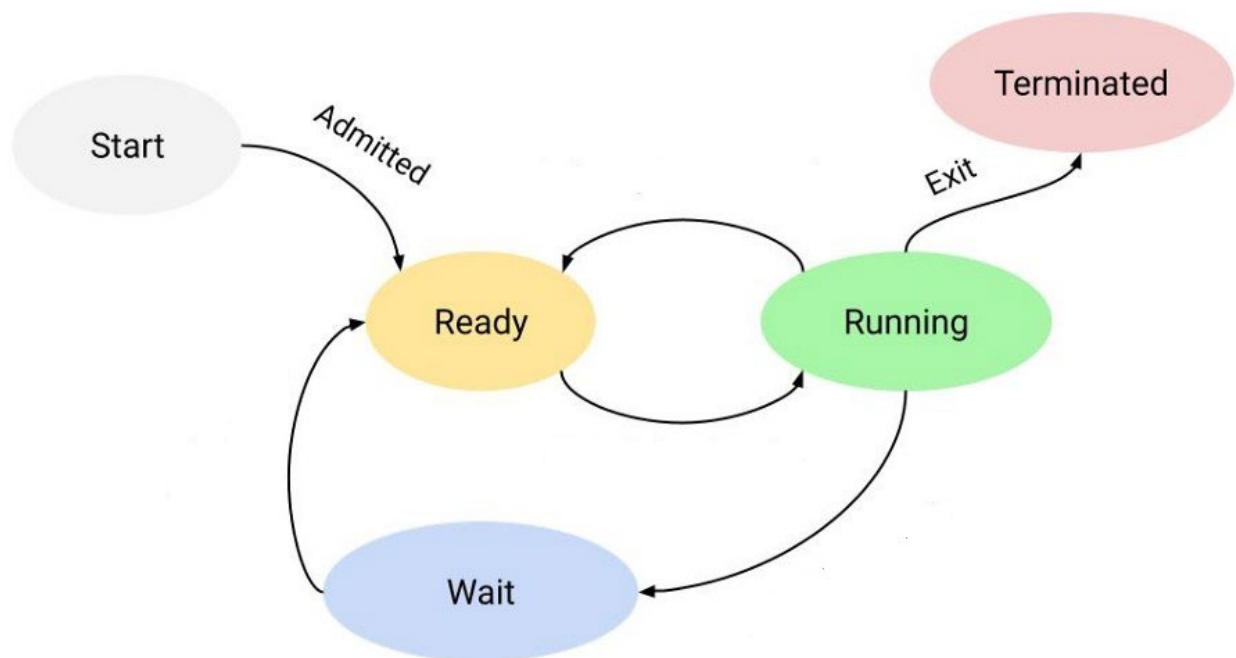 Start
Admitted
Terminated
Exit
Ready
Running
Wait